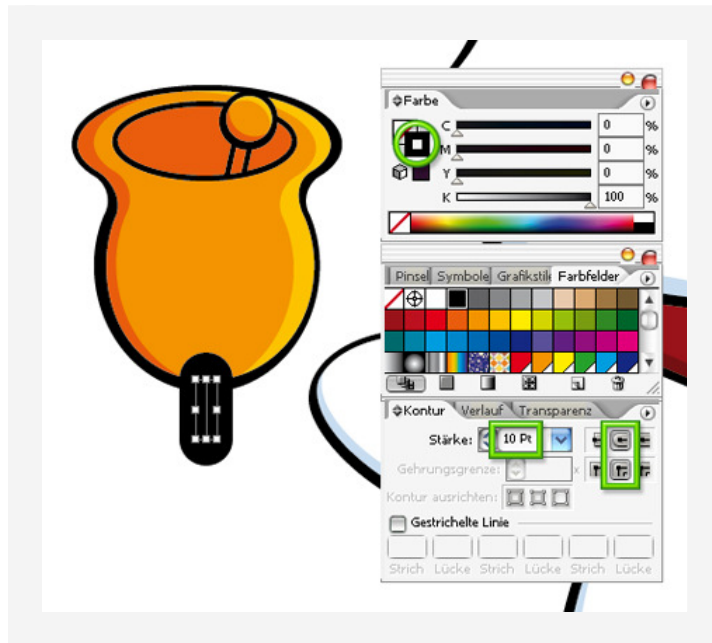 Farbe
C 0 %
M 0 %
Y 0 %
K 100 %
Pinsel Symbole Grafikstile Farbfelder
Kontur Verlauf Transparenz
Stärke: 10 Pt
Gehrungsgrenze: x
Kontur ausrichten:
Gestrichelte Linie
Strich Lücke Strich Lücke Strich Lücke